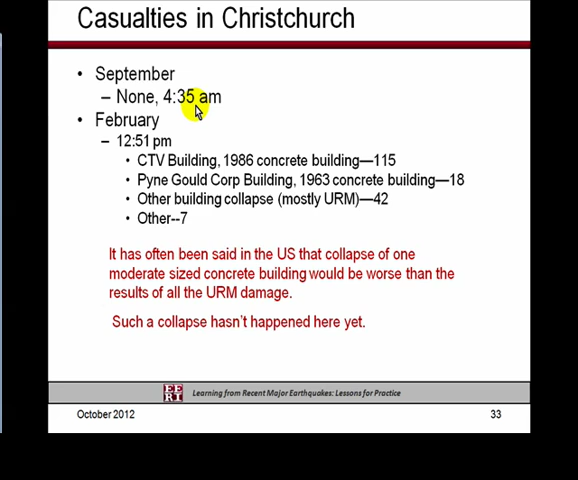 Casualties in Christchurch
• September
– None, 4:35 am
• February
– 12:51 pm
• CTV Building, 1986 concrete building—115
• Pyne Gould Corp Building, 1963 concrete building—18
• Other building collapse (mostly URM)—42
• Other--7
It has often been said in the US that collapse of one
moderate sized concrete building would be worse than the
results of all the URM damage.
Such a collapse hasn't happened here yet.
EE
RI
Learning from Recent Major Earthquakes: Lessons for Practice
October 2012
33